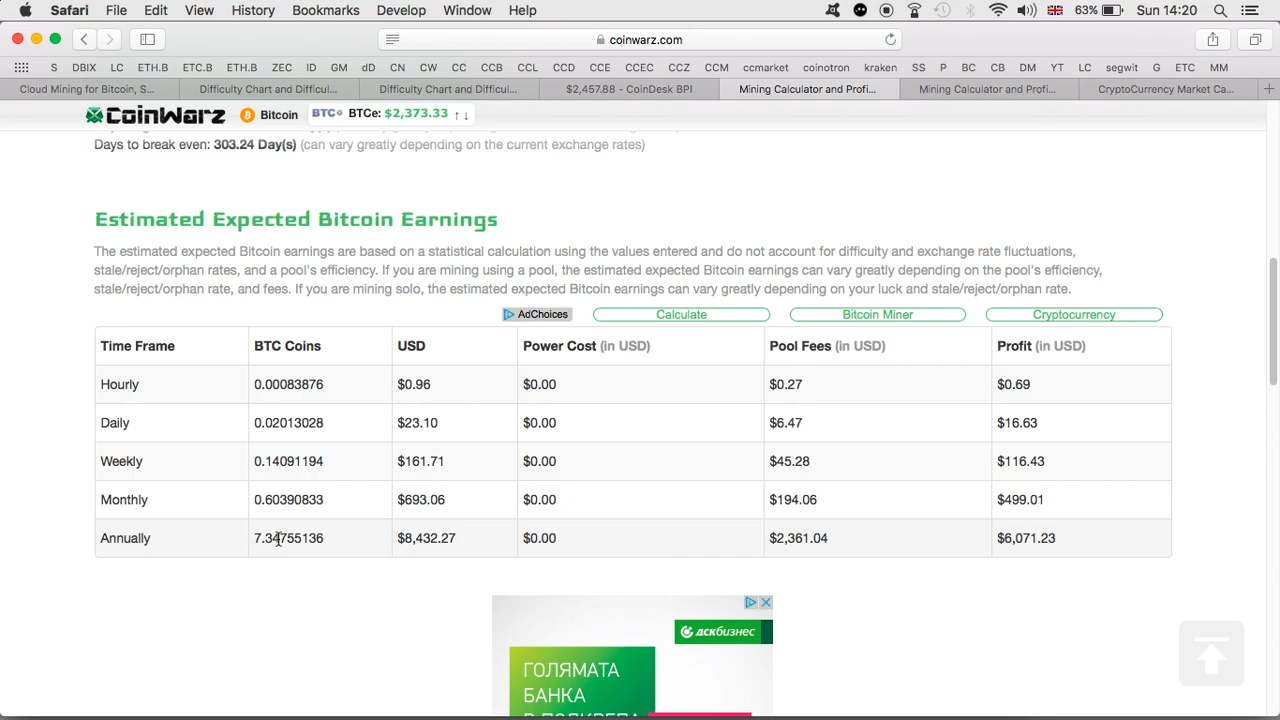 Safari File Edit View History Bookmarks Develop Window Help 63% Sun 14:20
coinwarz.com
S DBIX LC ETH.B ETC.B ETH.B ZEC ID GM dD CN CW CC CCB CCL CCD CCE CCEC CCZ CCM ccmarket coinotron kraken SS P BC CB DM YT LC segwit G ETC MM
Cloud Mining for Bitcoin, S... Difficulty Chart and Difficul... Difficulty Chart and Difficul... $2,457.88 - CoinDesk BPI Mining Calculator and Profi... Mining Calculator and Profi... CryptoCurrency Market Ca...
CoinWarz Bitcoin BTC BTCe: $2,373.33 ↑ ↓
Days to break even: 303.24 Day(s) (can vary greatly depending on the current exchange rates)
Estimated Expected Bitcoin Earnings
The estimated expected Bitcoin earnings are based on a statistical calculation using the values entered and do not account for difficulty and exchange rate fluctuations,
stale/reject/orphan rates, and a pool's efficiency. If you are mining using a pool, the estimated expected Bitcoin earnings can vary greatly depending on the pool's efficiency,
stale/reject/orphan rate, and fees. If you are mining solo, the estimated expected Bitcoin earnings can vary greatly depending on your luck and stale/reject/orphan rate.
AdChoices Calculate Bitcoin Miner Cryptocurrency
Time Frame BTC Coins USD Power Cost (in USD) Pool Fees (in USD) Profit (in USD)
Hourly 0.00083876 $0.96 $0.00 $0.27 $0.69
Daily 0.02013028 $23.10 $0.00 $6.47 $16.63
Weekly 0.14091194 $161.71 $0.00 $45.28 $116.43
Monthly 0.60390833 $693.06 $0.00 $194.06 $499.01
Annually 7.34755136 $8,432.27 $0.00 $2,361.04 $6,071.23
дскбизнес
ГОЛЯМАТА
БАНКА
В ПОДКРЕПА